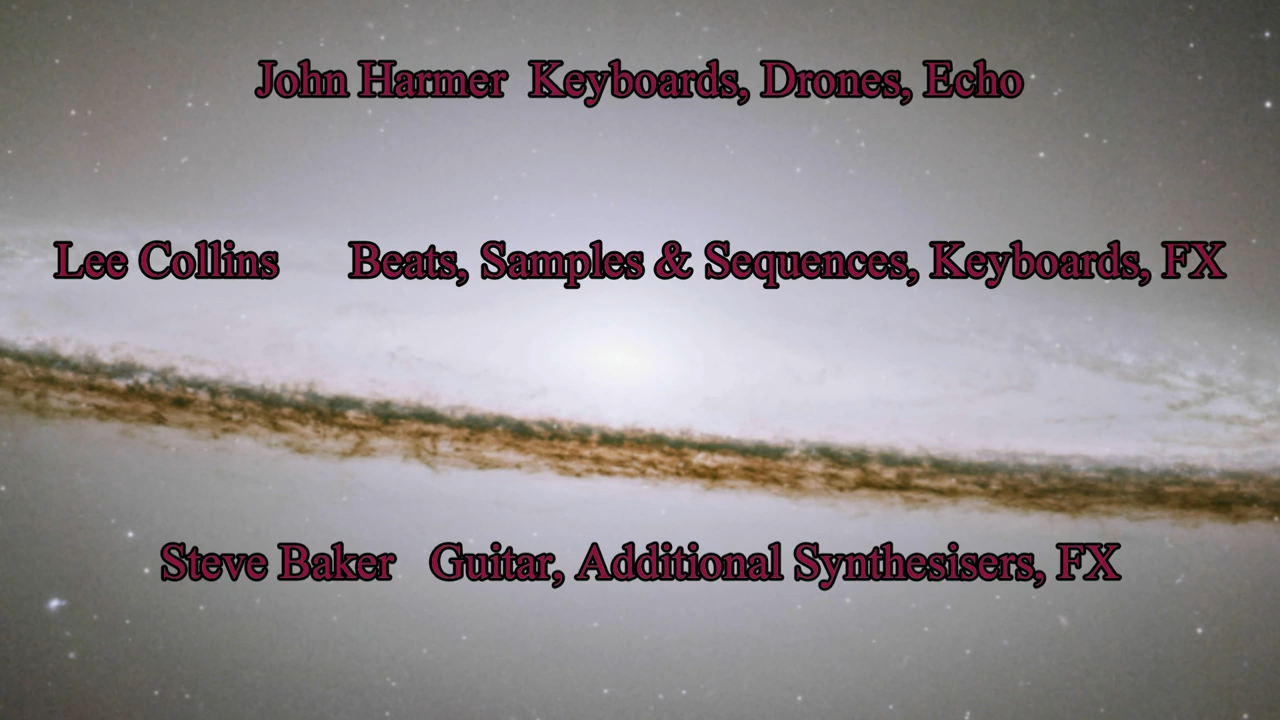 John Harmer  Keyboards, Drones, Echo
Lee Collins      Beats, Samples & Sequences, Keyboards, FX
Steve Baker   Guitar, Additional Synthesisers, FX